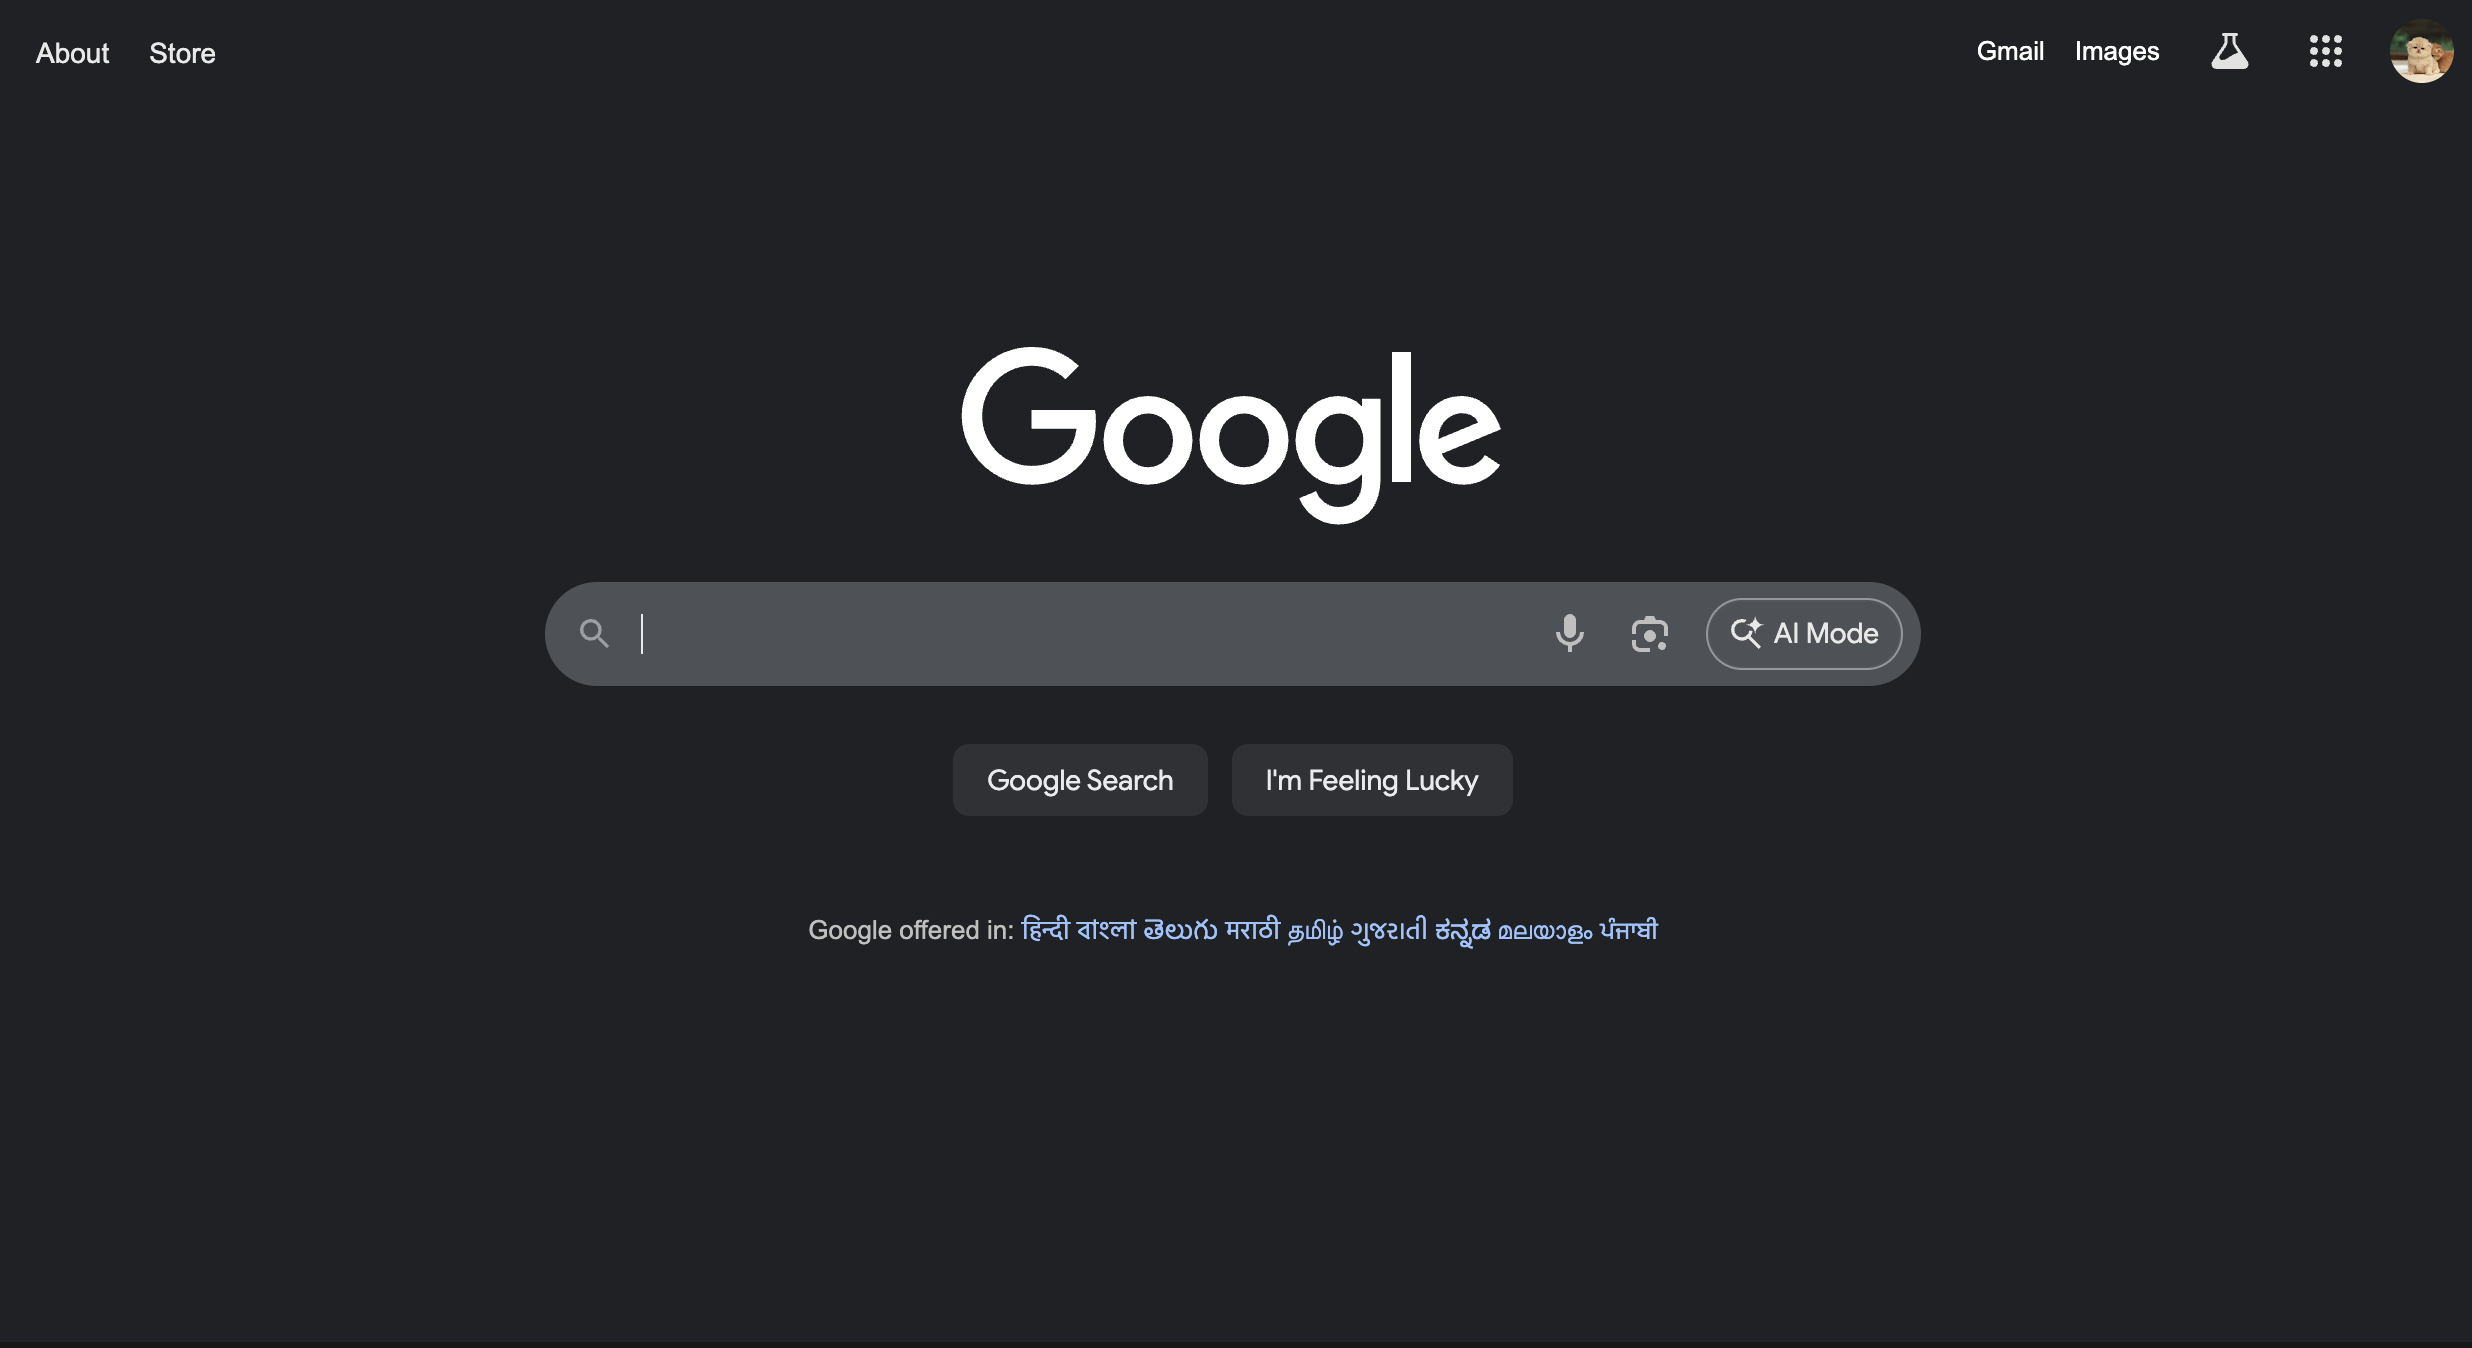 About Store
Gmail Images
Google
AI Mode
Google Search I'm Feeling Lucky
Google offered in: हिन्दी বাংলা తెలుగు मराठी தமிழ் ગુજરાતી ಕನ್ನಡ മലയാളം ਪੰਜਾਬੀ